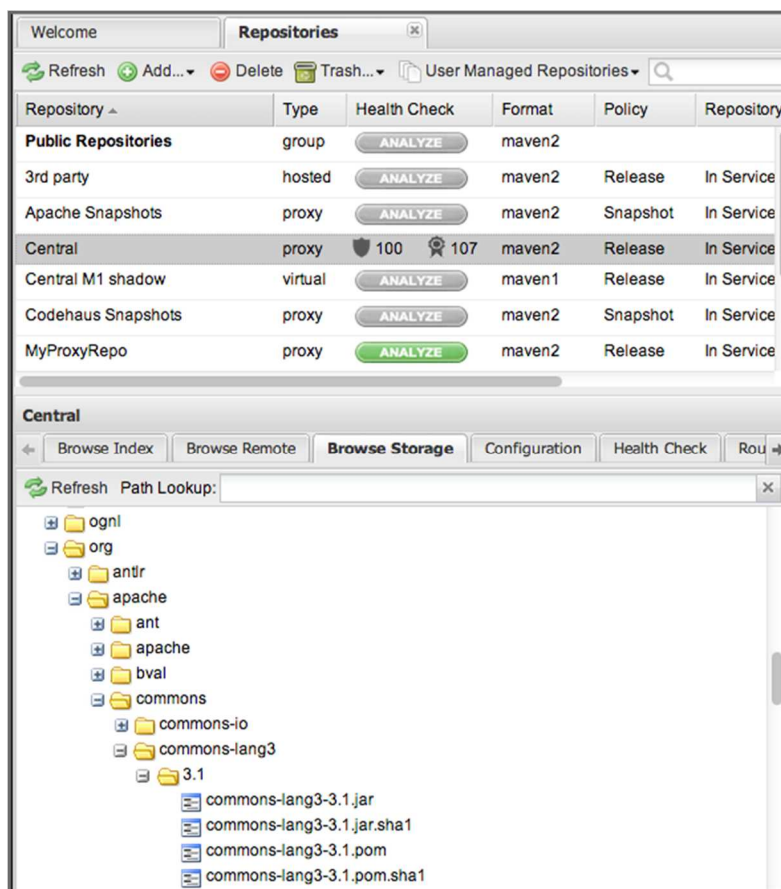 Welcome Repositories
Refresh Add... Delete Trash... User Managed Repositories
Repository Type Health Check Format Policy Repository
Public Repositories group ANALYZE maven2
3rd party hosted ANALYZE maven2 Release In Service
Apache Snapshots proxy ANALYZE maven2 Snapshot In Service
Central proxy 100 107 maven2 Release In Service
Central M1 shadow virtual ANALYZE maven1 Release In Service
Codehaus Snapshots proxy ANALYZE maven2 Snapshot In Service
MyProxyRepo proxy ANALYZE maven2 Release In Service
Central
Browse Index Browse Remote Browse Storage Configuration Health Check Rou
Refresh Path Lookup:
ognl
org
antlr
apache
ant
apache
bval
commons
commons-io
commons-lang3
3.1
commons-lang3-3.1.jar
commons-lang3-3.1.jar.sha1
commons-lang3-3.1.pom
commons-lang3-3.1.pom.sha1